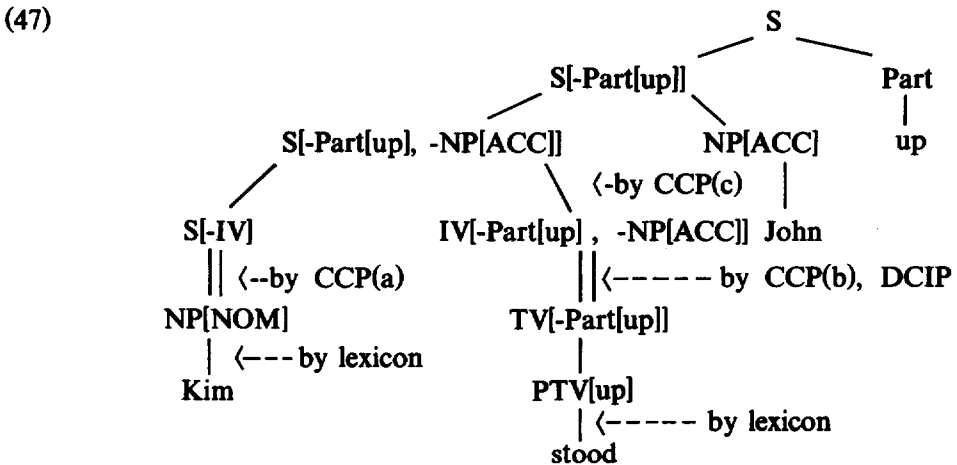 (47) S
S[-Part[up]] Part
S[-Part[up], -NP[ACC]] NP[ACC] up
<-by CCP(c)
S[-IV] IV[-Part[up] , -NP[ACC]] John
<--by CCP(a) <----- by CCP(b), DCIP
NP[NOM] TV[-Part[up]]
<---by lexicon
Kim PTV[up]
<----- by lexicon
stood